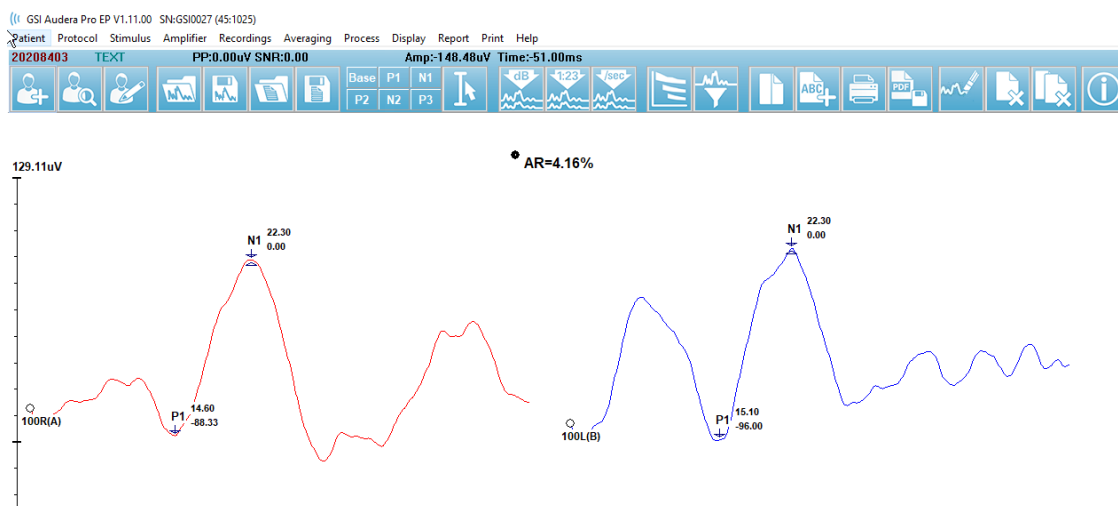 GSI Audera Pro EP V1.11.00 SN:GSI0027 (45:1025)
Patient Protocol Stimulus Amplifier Recordings Averaging Process Display Report Print Help
20208403 TEXT PP:0.00uV SNR:0.00 Amp:-148.48uV Time:-51.00ms
Base P1 N1 dB 1:23 /sec ABC PDF
P2 N2 P3
129.11uV
AR=4.16%
N1 22.30
0.00
N1 22.30
0.00
100R(A)
P1 14.60
-88.33
100L(B)
P1 15.10
-96.00